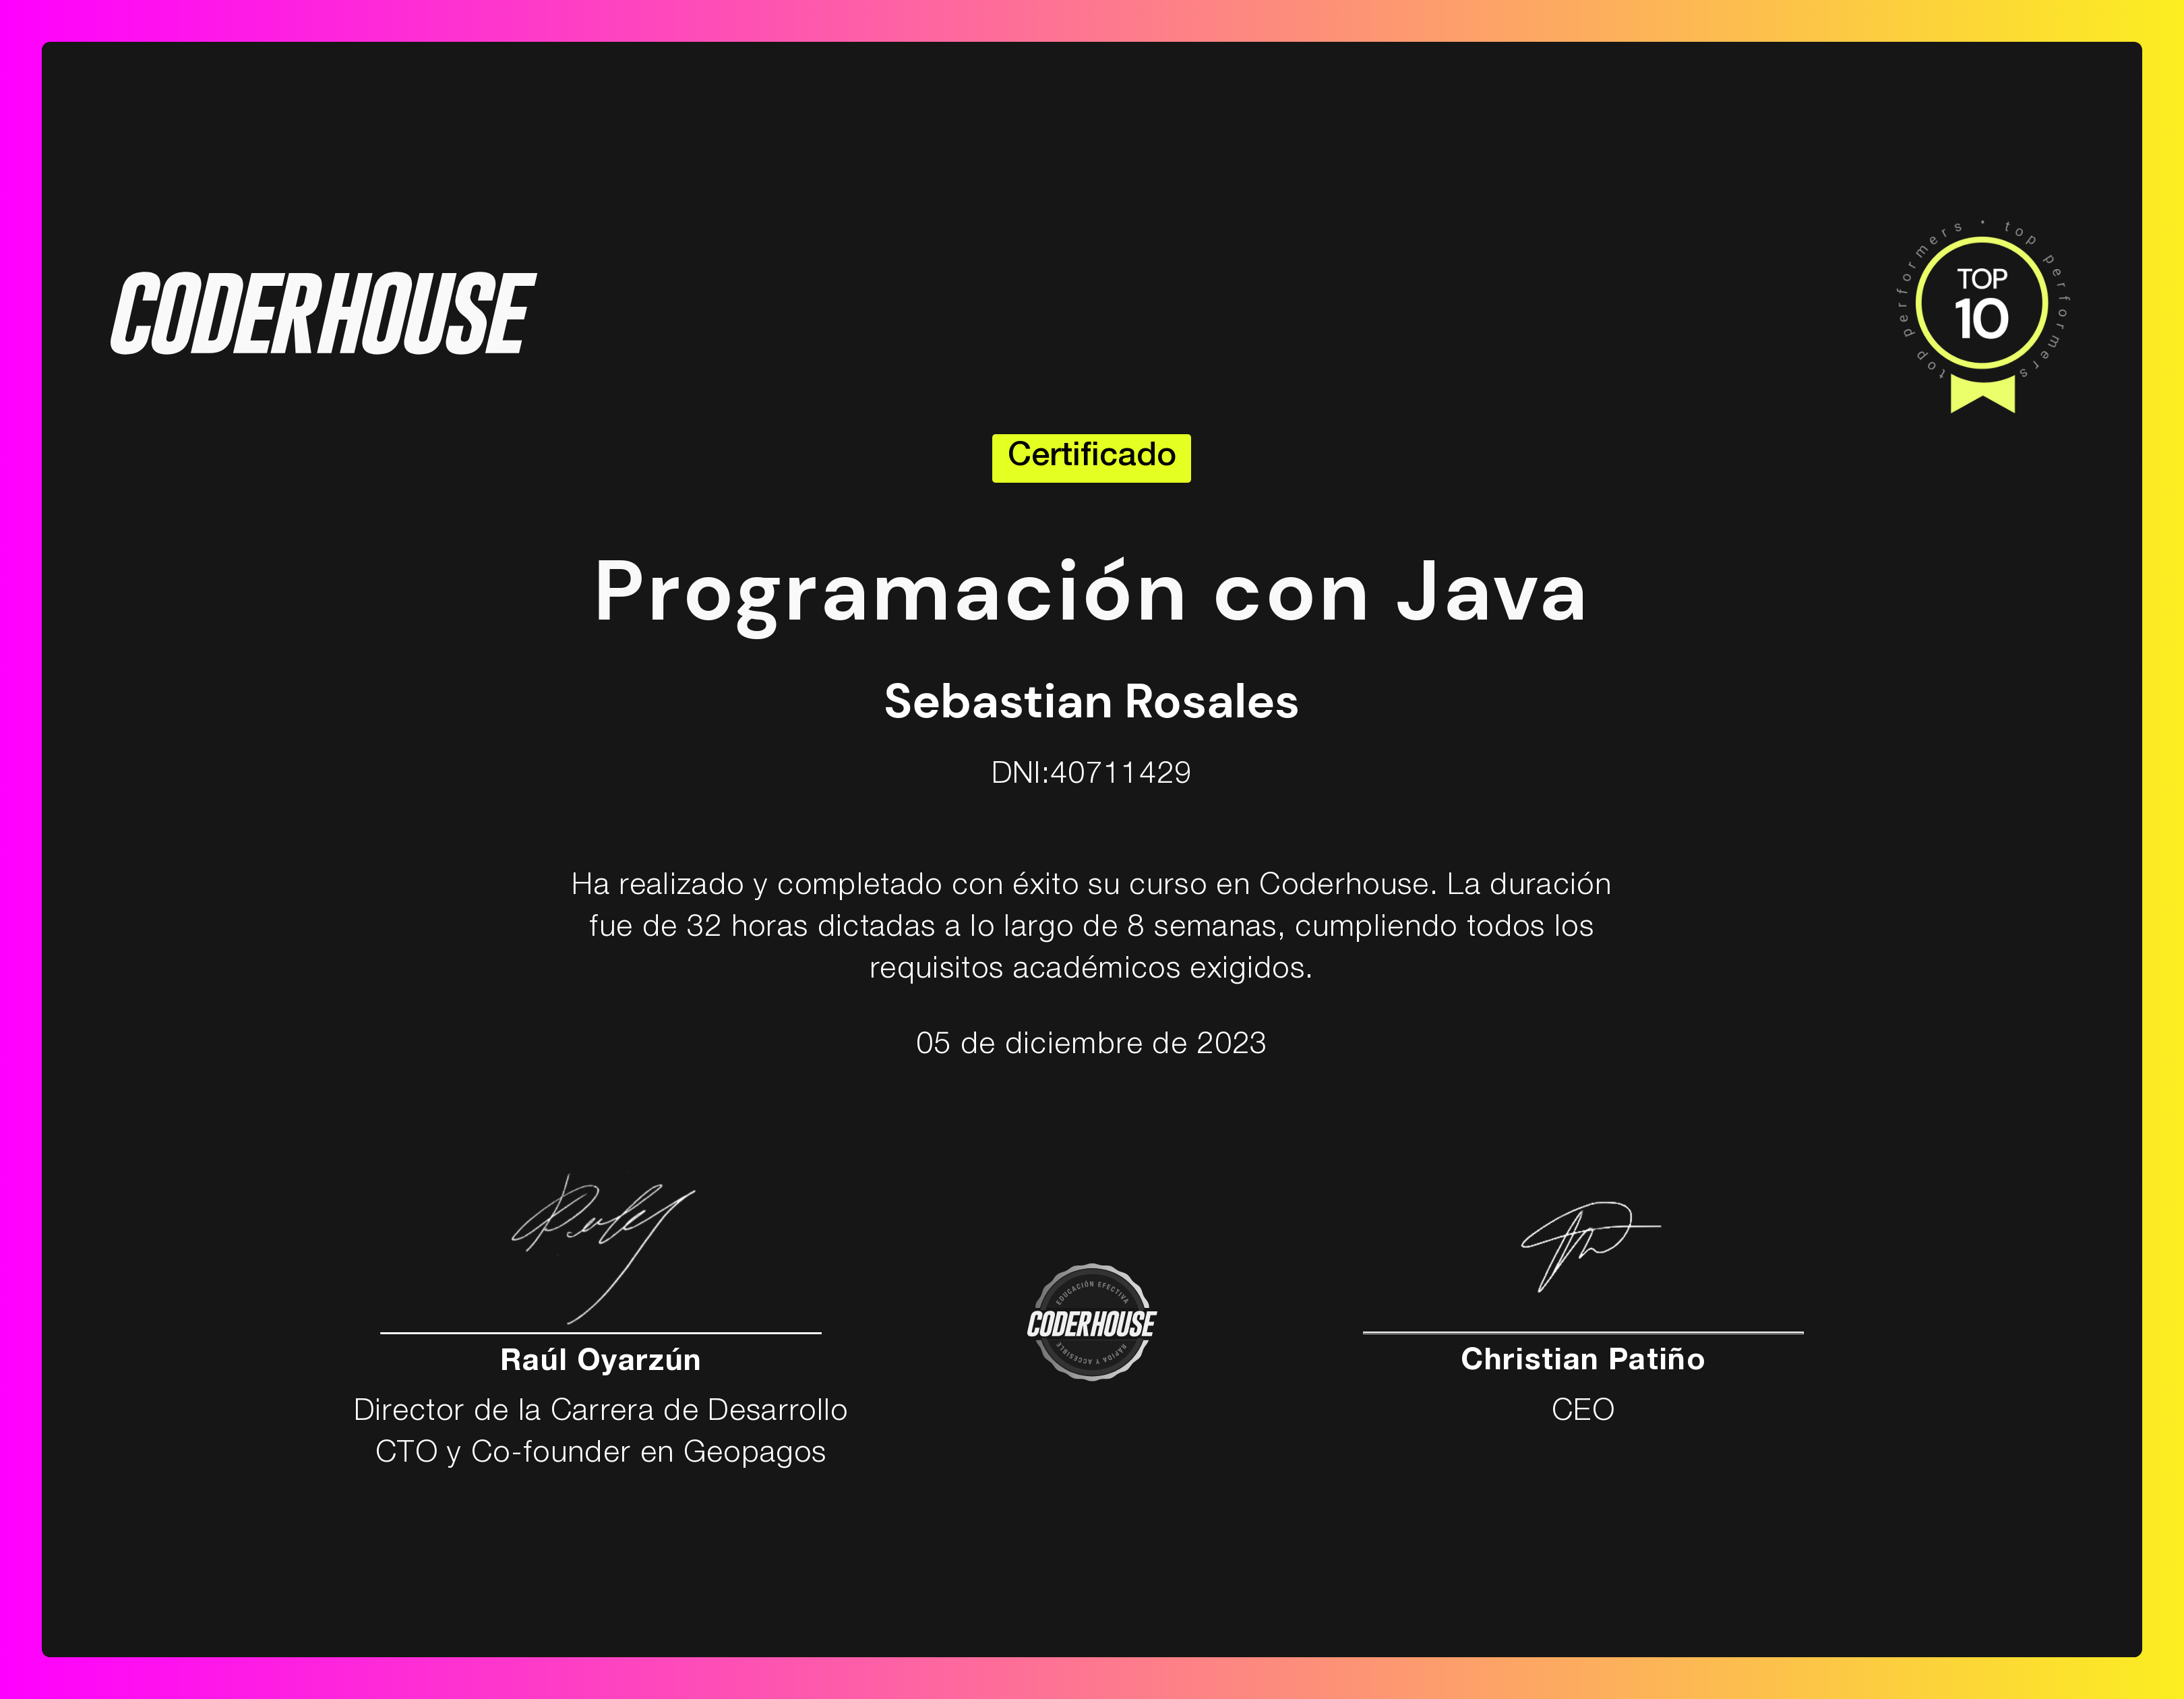 CODERHOUSE
top performers • top performers
TOP
10
Certificado
Programación con Java
Sebastian Rosales
DNI:40711429
Ha realizado y completado con éxito su curso en Coderhouse. La duración
fue de 32 horas dictadas a lo largo de 8 semanas, cumpliendo todos los
requisitos académicos exigidos.
05 de diciembre de 2023
Raúl Oyarzún
Director de la Carrera de Desarrollo
CTO y Co-founder en Geopagos
EDUCACIÓN EFECTIVA
CODERHOUSE
RÁPIDA Y ACCESIBLE
Christian Patiño
CEO